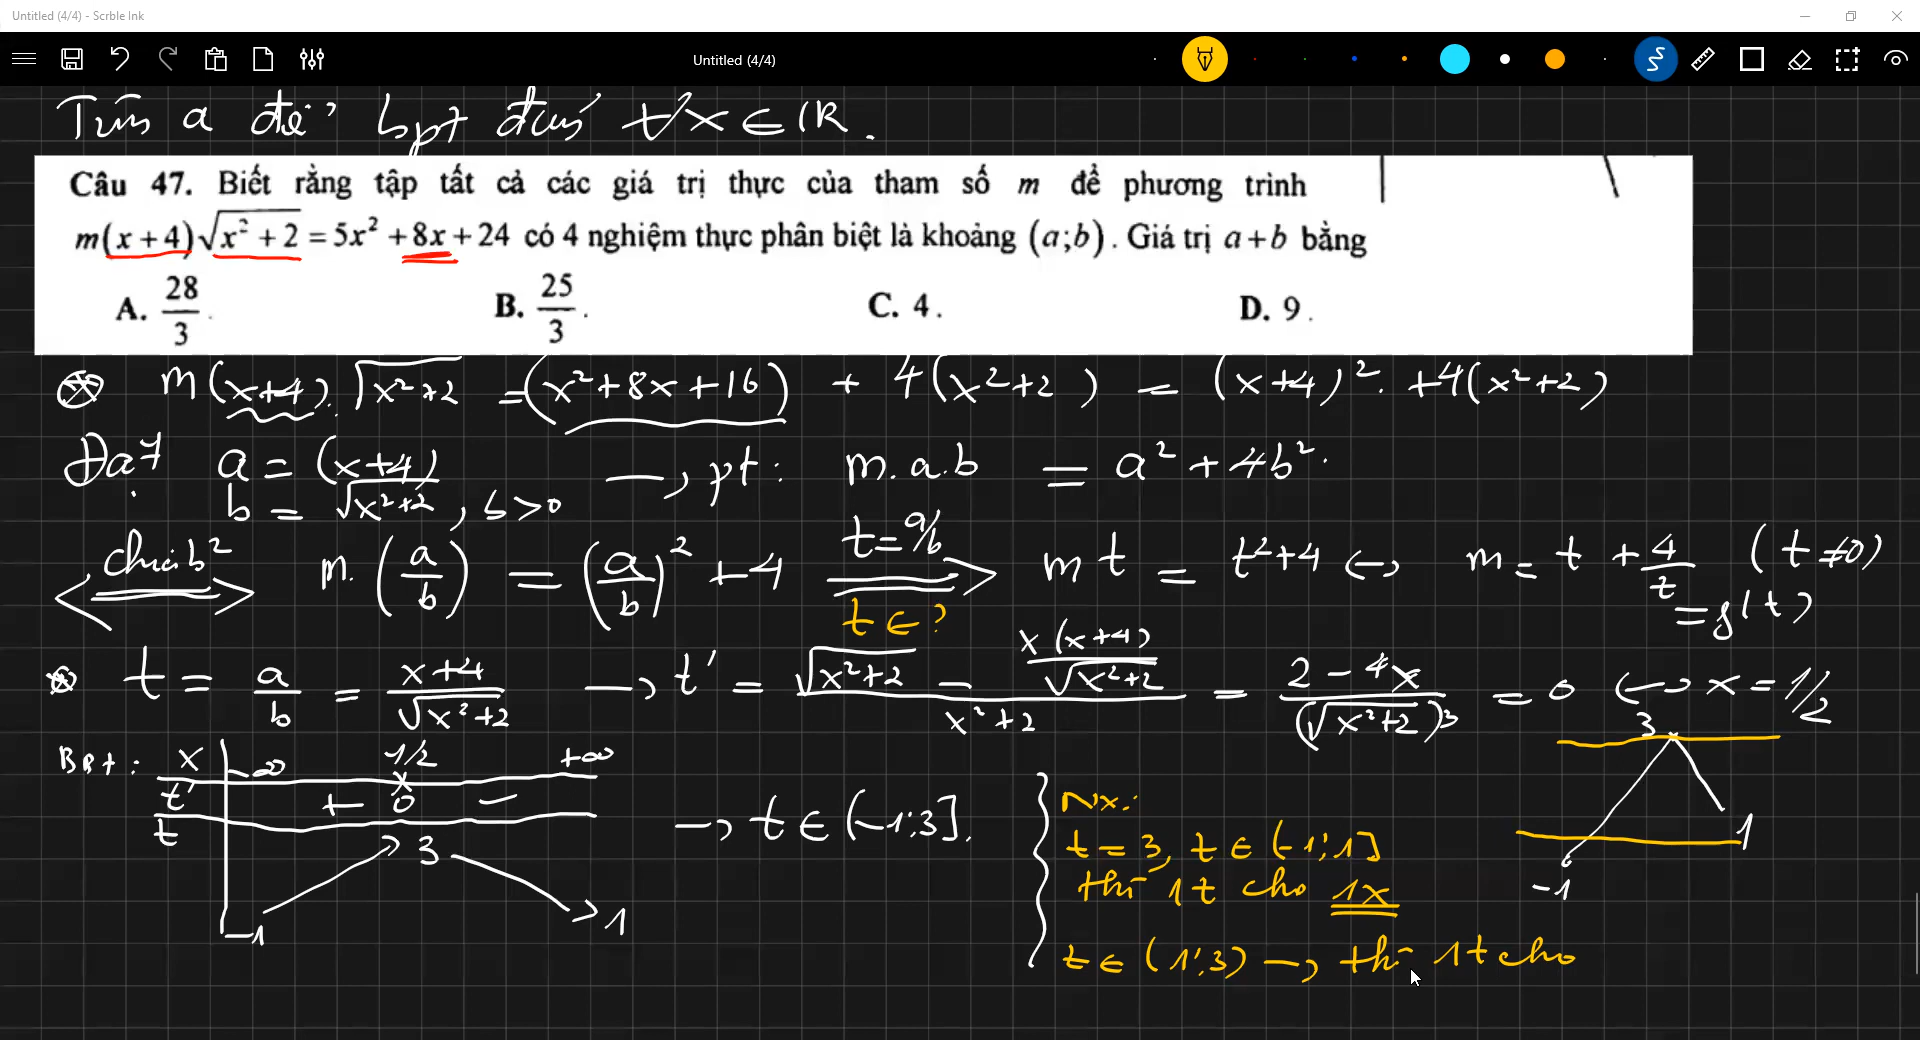 Untitled (4/4) - Scrble Ink
Untitled (4/4)
Tìm a để bpt đúng ∀x ∈ ℝ.
Câu 47. Biết rằng tập tất cả các giá trị thực của tham số m để phương trình
m(x+4)√(x²+2) = 5x² + 8x + 24 có 4 nghiệm thực phân biệt là khoảng (a;b). Giá trị a+b bằng
A. 28/3. B. 25/3. C. 4. D. 9.
m(x+4).√(x²+2) = (x²+8x+16) + 4(x²+2) = (x+4)². +4(x²+2)
Đặt a = (x+4) → pt: m.a.b = a² + 4b².
b = √(x²+2), b>0
<chia b²> m.(a/b) = (a/b)² + 4 t=a/b ⟹ mt = t²+4 ↔ m = t + 4/t (t ≠ 0)
t ∈ ? = g(t)
t = a/b = (x+4)/√(x²+2) → t' = (√(x²+2) - x(x+4)/√(x²+2))/(x²+2) = (2-4x)/(√(x²+2))³ = 0 ↔ x = 1/2
Bbt: x -∞ 1/2 +∞
t' + 0 -
t -1 3 1
→ t ∈ (-1;3].
Nx:
t = 3, t ∈ (-1;1]
thì 1t cho 1x
t ∈ (1;3) → thì 1t cho
3
1
-1